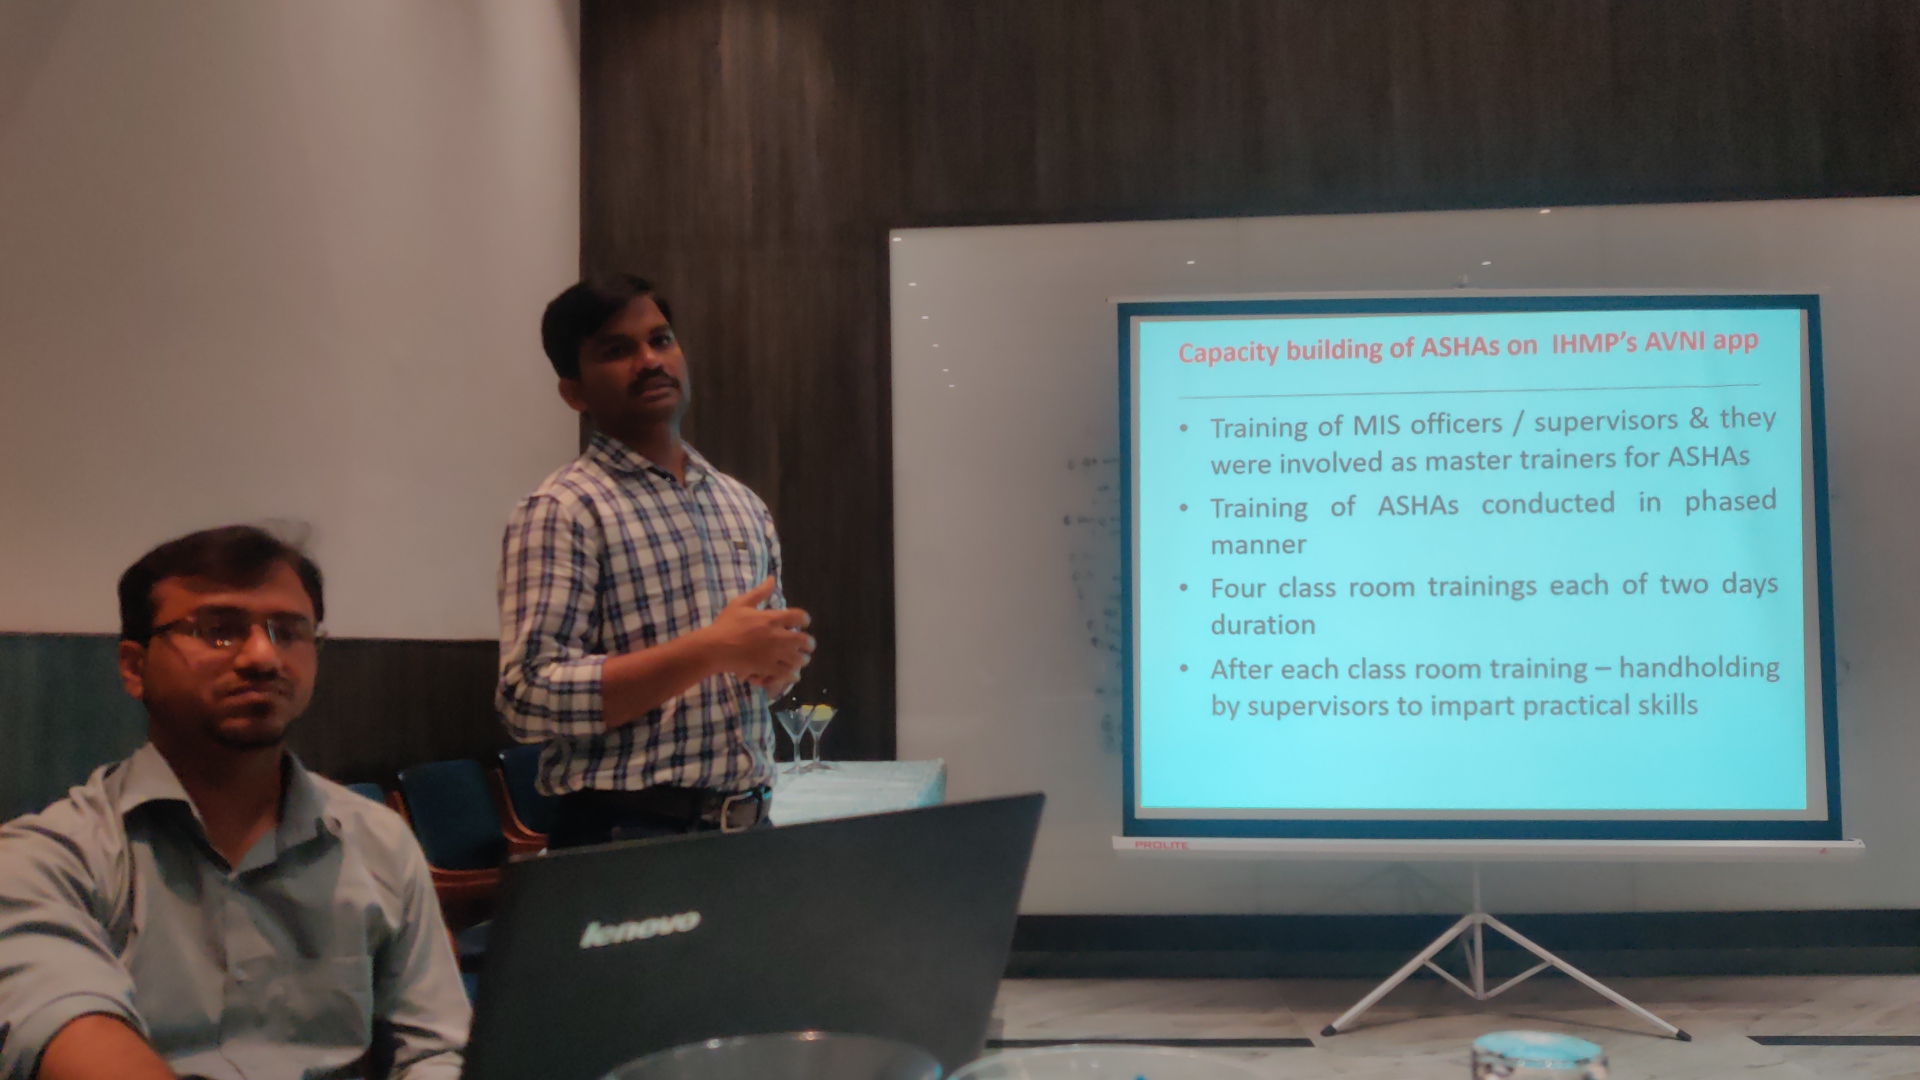 Capacity building of ASHAs on IHMP's AVNI app
• Training of MIS officers / supervisors & they
were involved as master trainers for ASHAs
• Training of ASHAs conducted in phased
manner
• Four class room trainings each of two days
duration
• After each class room training – handholding
by supervisors to impart practical skills
PROLITE
lenovo